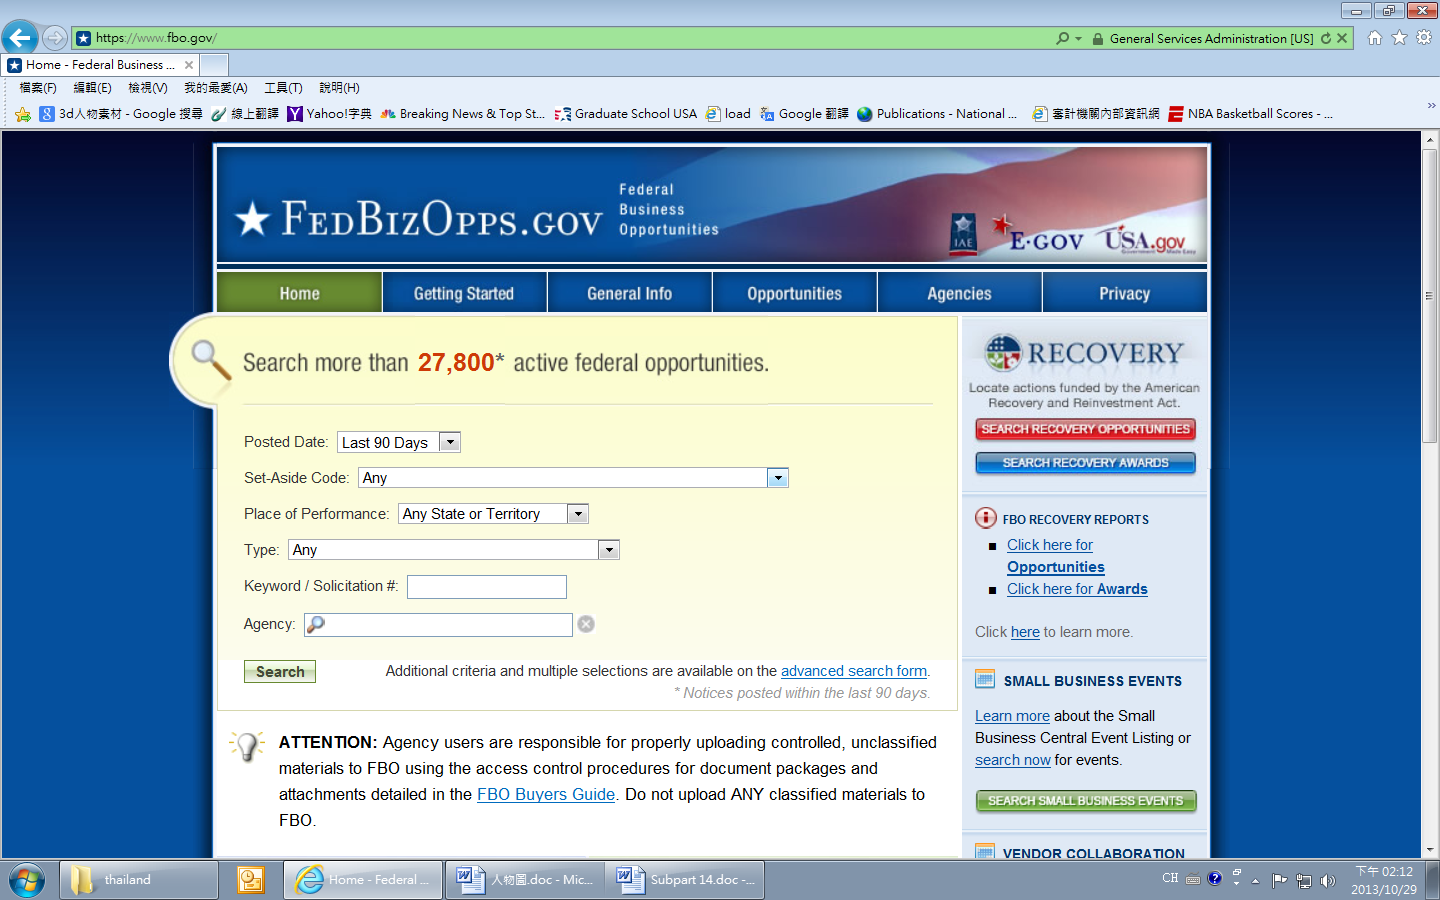 https://www.fbo.gov/
General Services Administration [US]
Home - Federal Business ...
檔案(F) 編輯(E) 檢視(V) 我的最愛(A) 工具(T) 說明(H)
3d人物素材 - Google 搜尋 線上翻譯 Yahoo!字典 Breaking News & Top St... Graduate School USA load Google 翻譯 Publications - National ... 審計機關內部資訊網 NBA Basketball Scores - ...
FEDBIZOPPS.GOV
Federal
Business
Opportunities
IAE
E·GOV
USA.gov
Government Made Easy
Home Getting Started General Info Opportunities Agencies Privacy
Search more than 27,800* active federal opportunities.
Posted Date: Last 90 Days
Set-Aside Code: Any
Place of Performance: Any State or Territory
Type: Any
Keyword / Solicitation #:
Agency:
Search
Additional criteria and multiple selections are available on the advanced search form.
* Notices posted within the last 90 days.
ATTENTION: Agency users are responsible for properly uploading controlled, unclassified
materials to FBO using the access control procedures for document packages and
attachments detailed in the FBO Buyers Guide. Do not upload ANY classified materials to
FBO.
RECOVERY
Locate actions funded by the American
Recovery and Reinvestment Act.
SEARCH RECOVERY OPPORTUNITIES
SEARCH RECOVERY AWARDS
FBO RECOVERY REPORTS
Click here for
Opportunities
Click here for Awards
Click here to learn more.
SMALL BUSINESS EVENTS
Learn more about the Small
Business Central Event Listing or
search now for events.
SEARCH SMALL BUSINESS EVENTS
VENDOR COLLABORATION
thailand
Home - Federal ...
人物圖.doc - Mic...
Subpart 14.doc -...
CH
下午 02:12
2013/10/29